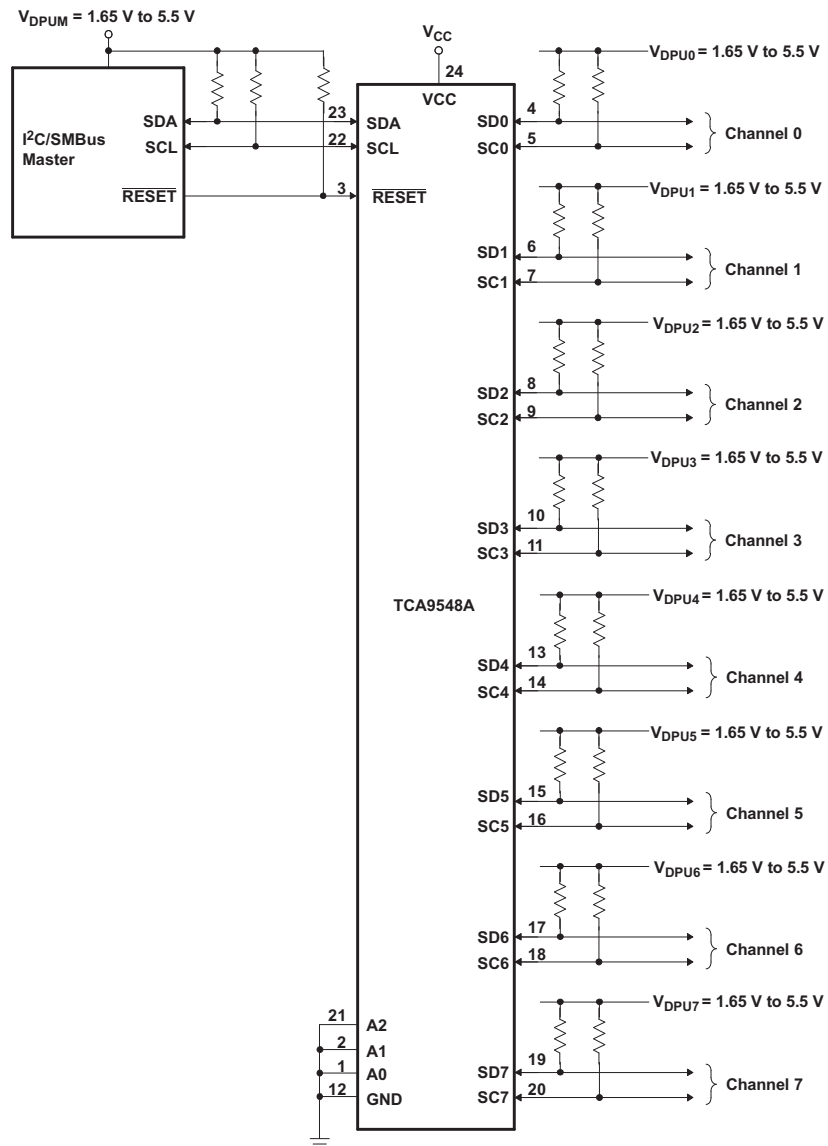 V_DPUM = 1.65 V to 5.5 V
I²C/SMBus
Master
SDA
SCL
RESET
23
22
3
V_CC
24
VCC
SDA
SCL
RESET
TCA9548A
21
2
1
12
A2
A1
A0
GND
V_DPU0 = 1.65 V to 5.5 V
SD0 4
SC0 5
Channel 0
V_DPU1 = 1.65 V to 5.5 V
SD1 6
SC1 7
Channel 1
V_DPU2 = 1.65 V to 5.5 V
SD2 8
SC2 9
Channel 2
V_DPU3 = 1.65 V to 5.5 V
SD3 10
SC3 11
Channel 3
V_DPU4 = 1.65 V to 5.5 V
SD4 13
SC4 14
Channel 4
V_DPU5 = 1.65 V to 5.5 V
SD5 15
SC5 16
Channel 5
V_DPU6 = 1.65 V to 5.5 V
SD6 17
SC6 18
Channel 6
V_DPU7 = 1.65 V to 5.5 V
SD7 19
SC7 20
Channel 7